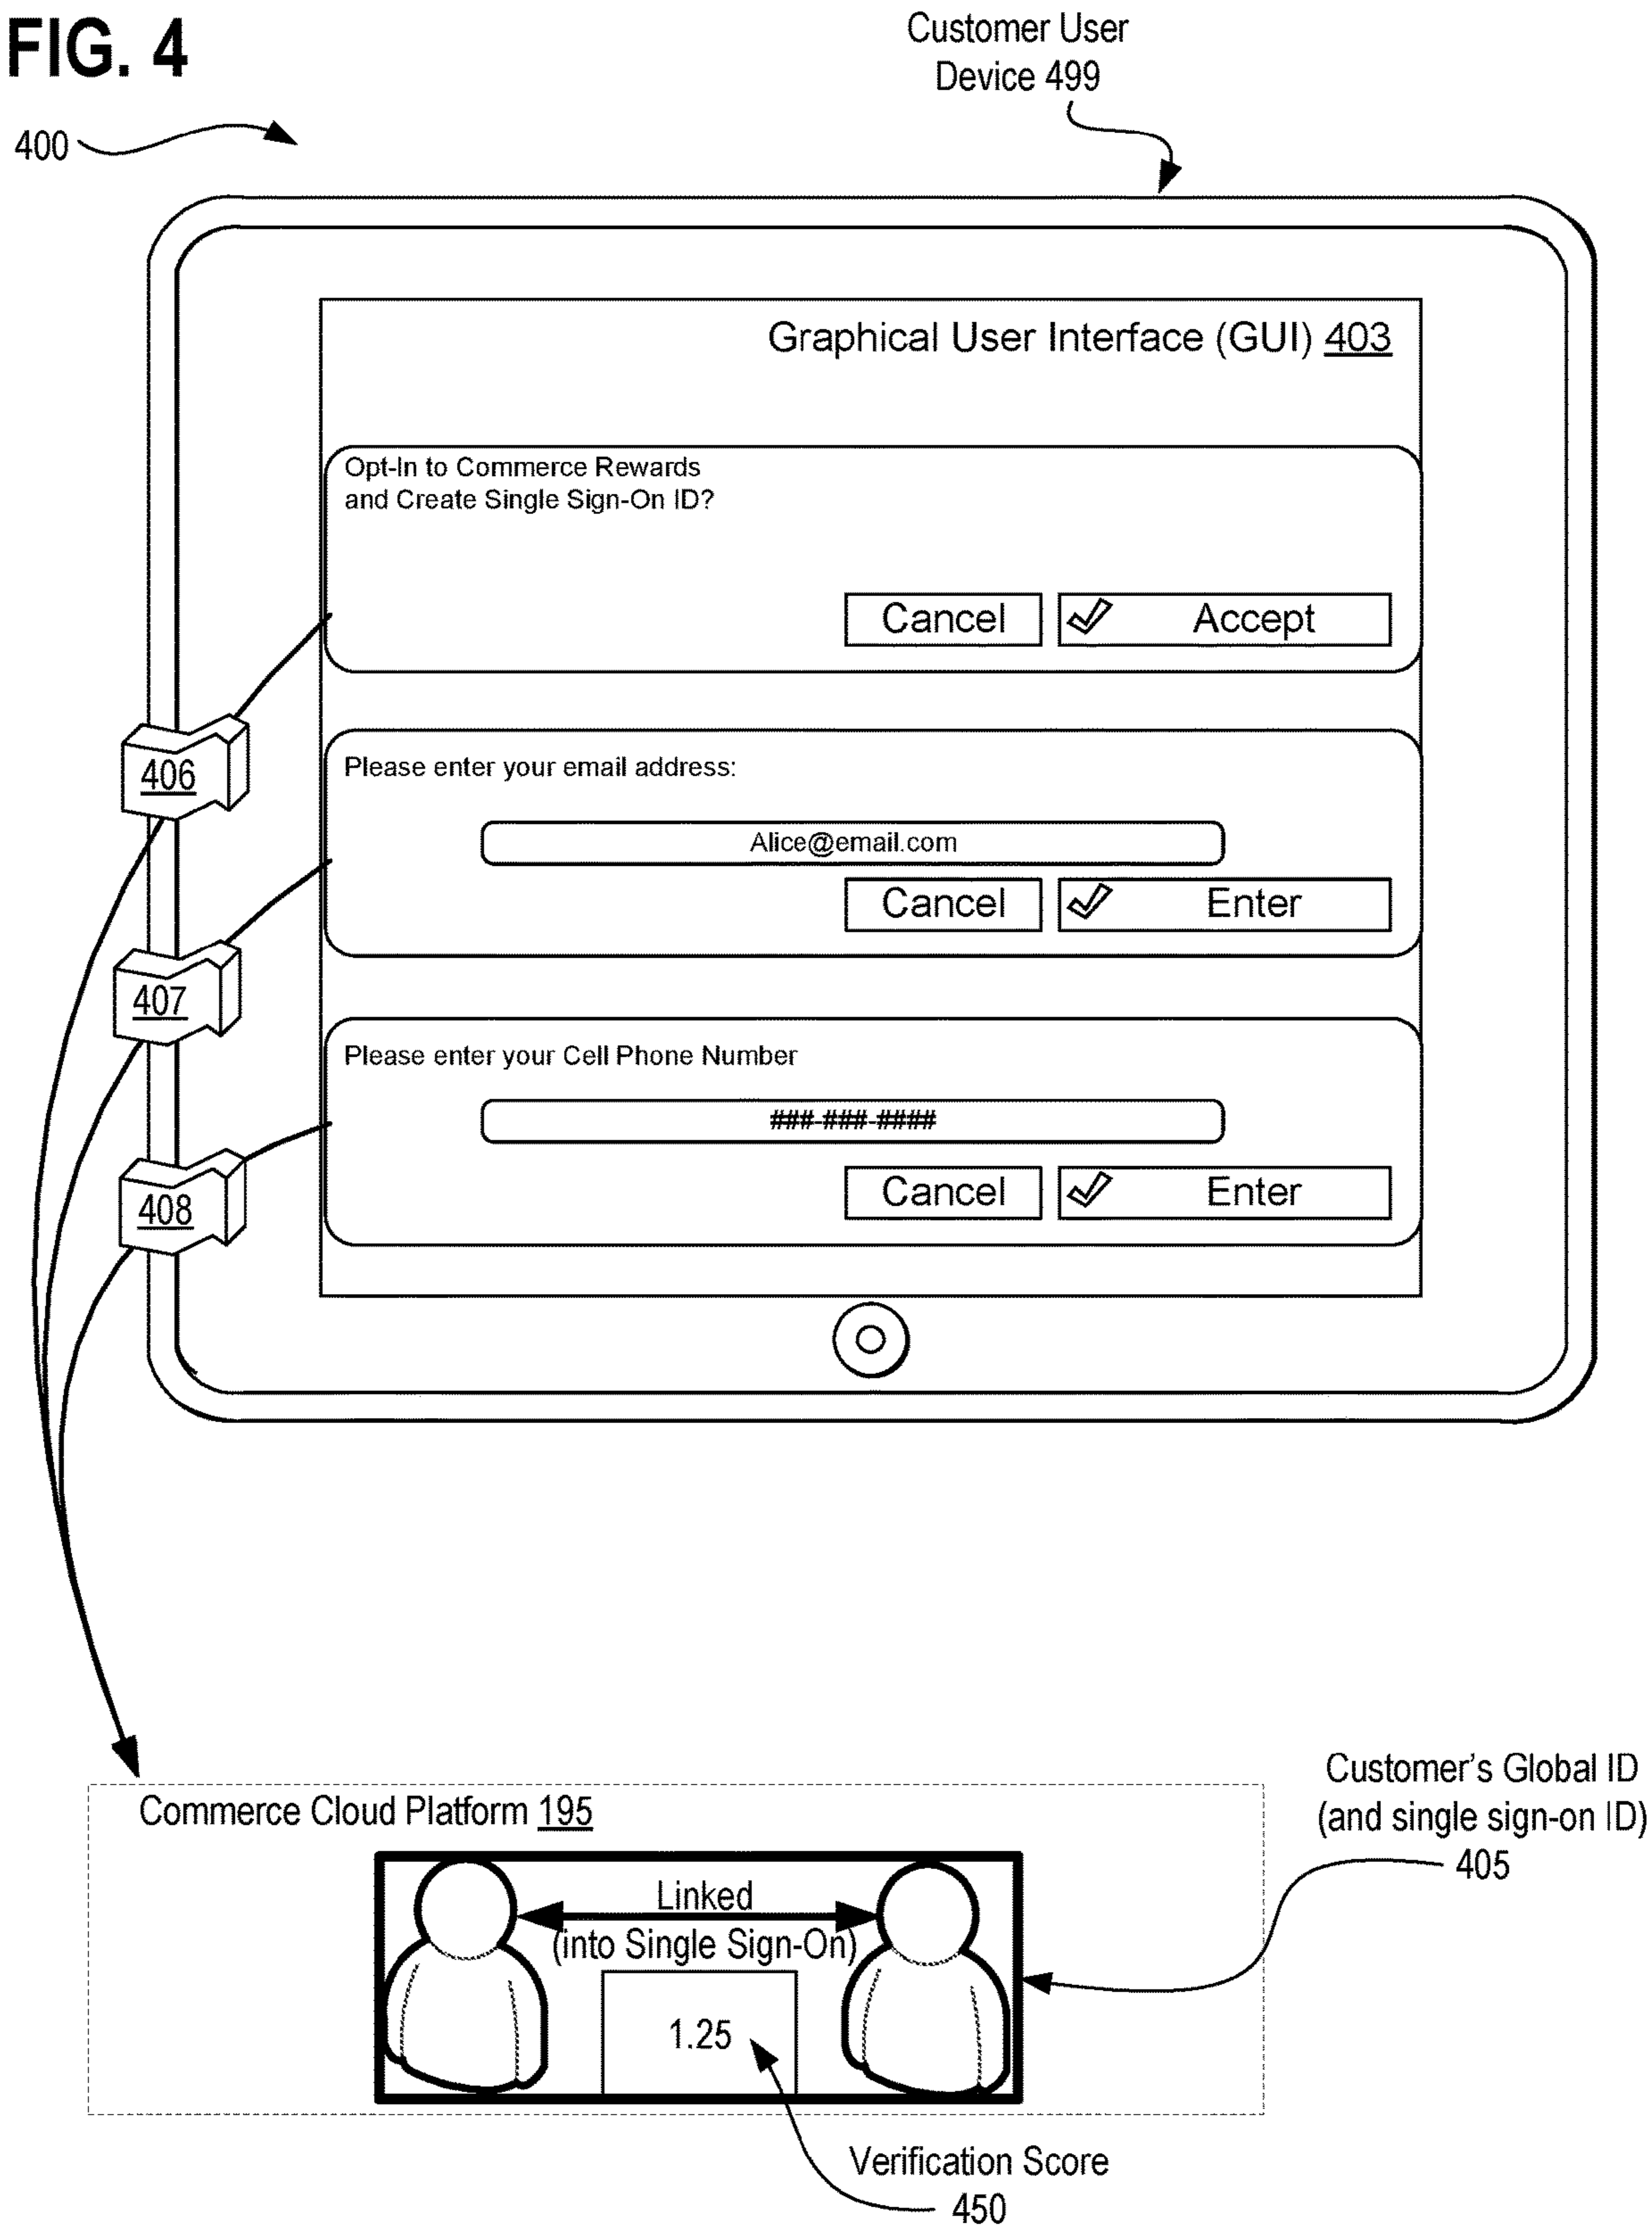 FIG. 4
Customer User
Device 499
400
Graphical User Interface (GUI) 403
Opt-In to Commerce Rewards
and Create Single Sign-On ID?
Cancel
Accept
406
Please enter your email address:
Alice@email.com
Cancel
Enter
407
Please enter your Cell Phone Number
###-###-####
Cancel
Enter
408
Commerce Cloud Platform 195
Customer's Global ID
(and single sign-on ID)
405
Linked
(into Single Sign-On)
1.25
Verification Score
450